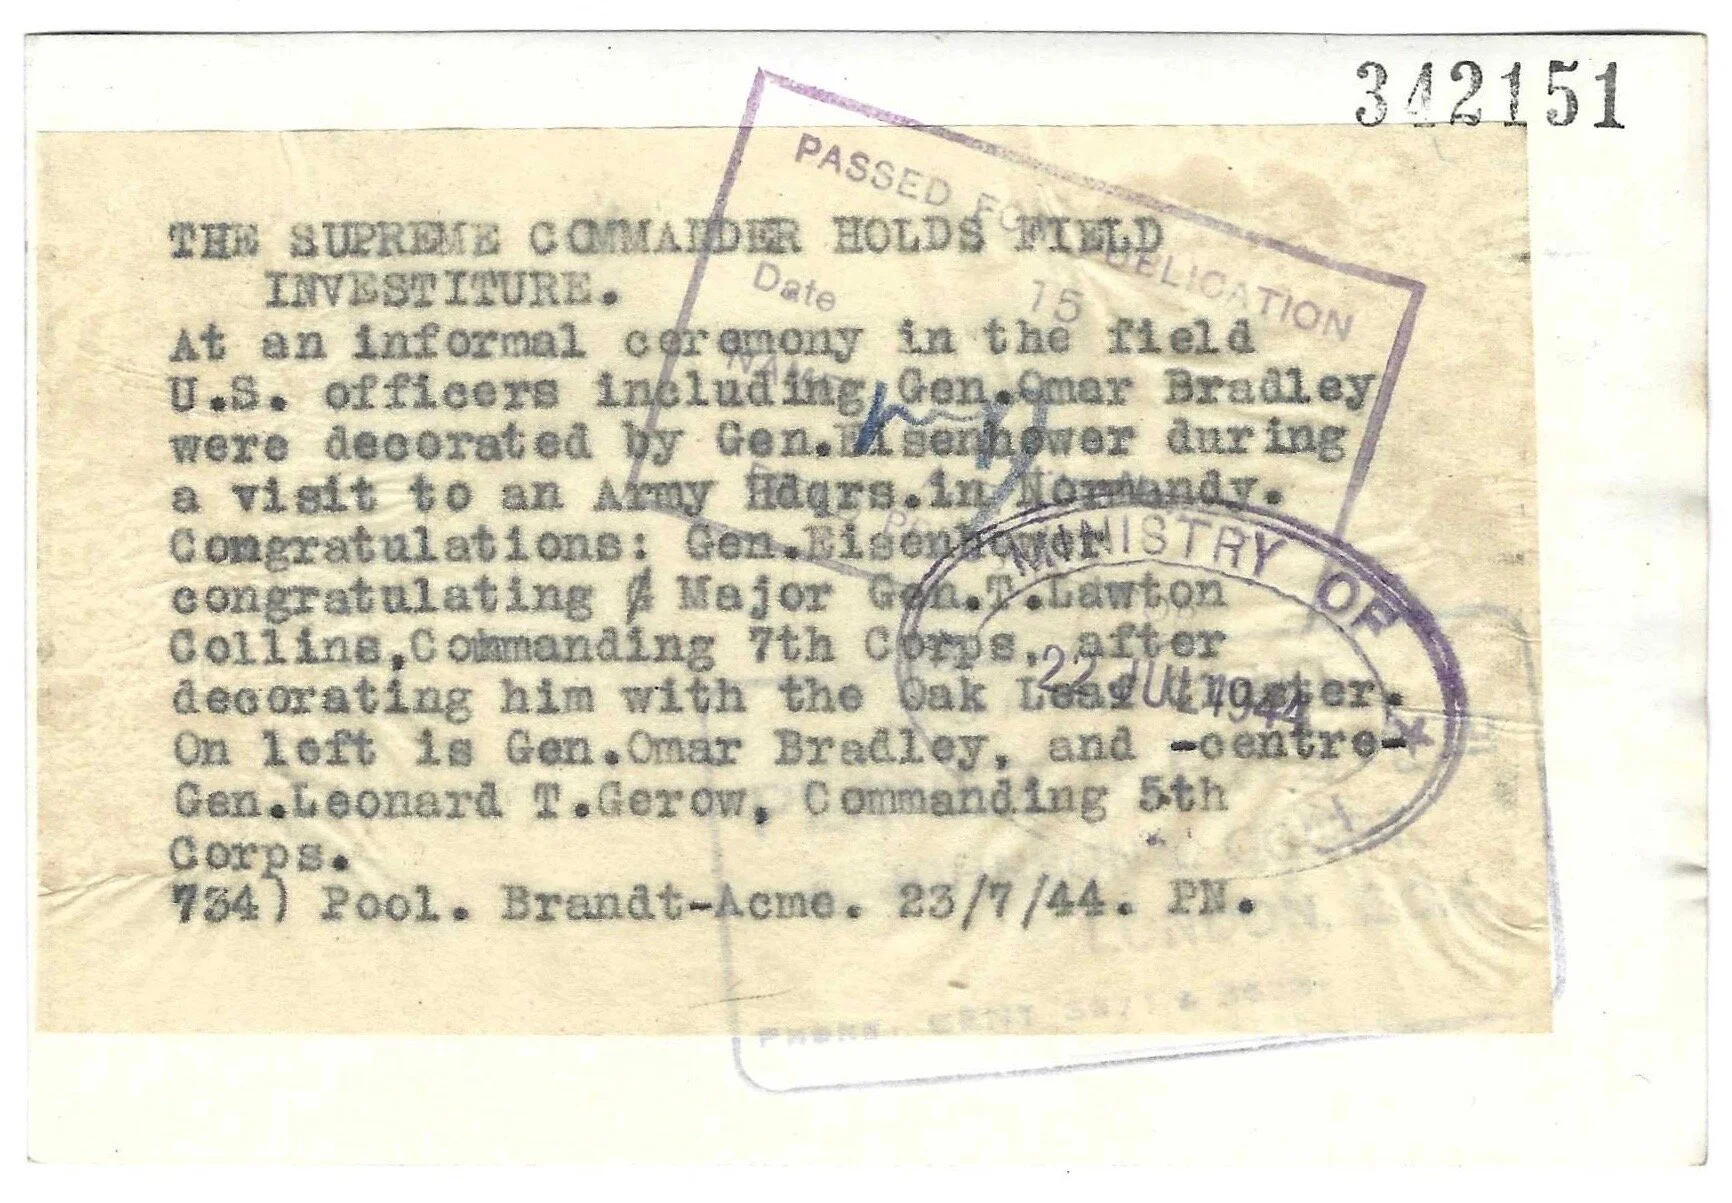 342151
PASSED FOR PUBLICATION
Date 15
NAME
THE SUPREME COMMANDER HOLDS FIELD
INVESTITURE.
At an informal ceremony in the field
U.S. officers including Gen.Omar Bradley
were decorated by Gen.Eisenhower during
a visit to an Army Hdqrs.in Normandy.
Congratulations: Gen.Eisenhower
congratulating Major Gen.T.Lawton
Collins,Commanding 7th Corps, after
decorating him with the Oak Leaf Cluster.
On left is Gen.Omar Bradley, and -centre-
Gen.Leonard T.Gerow, Commanding 5th
Corps.
734) Pool. Brandt-Acme. 23/7/44. PN.
MINISTRY OF
22 JUL 1944
LONDON.
PHONE.